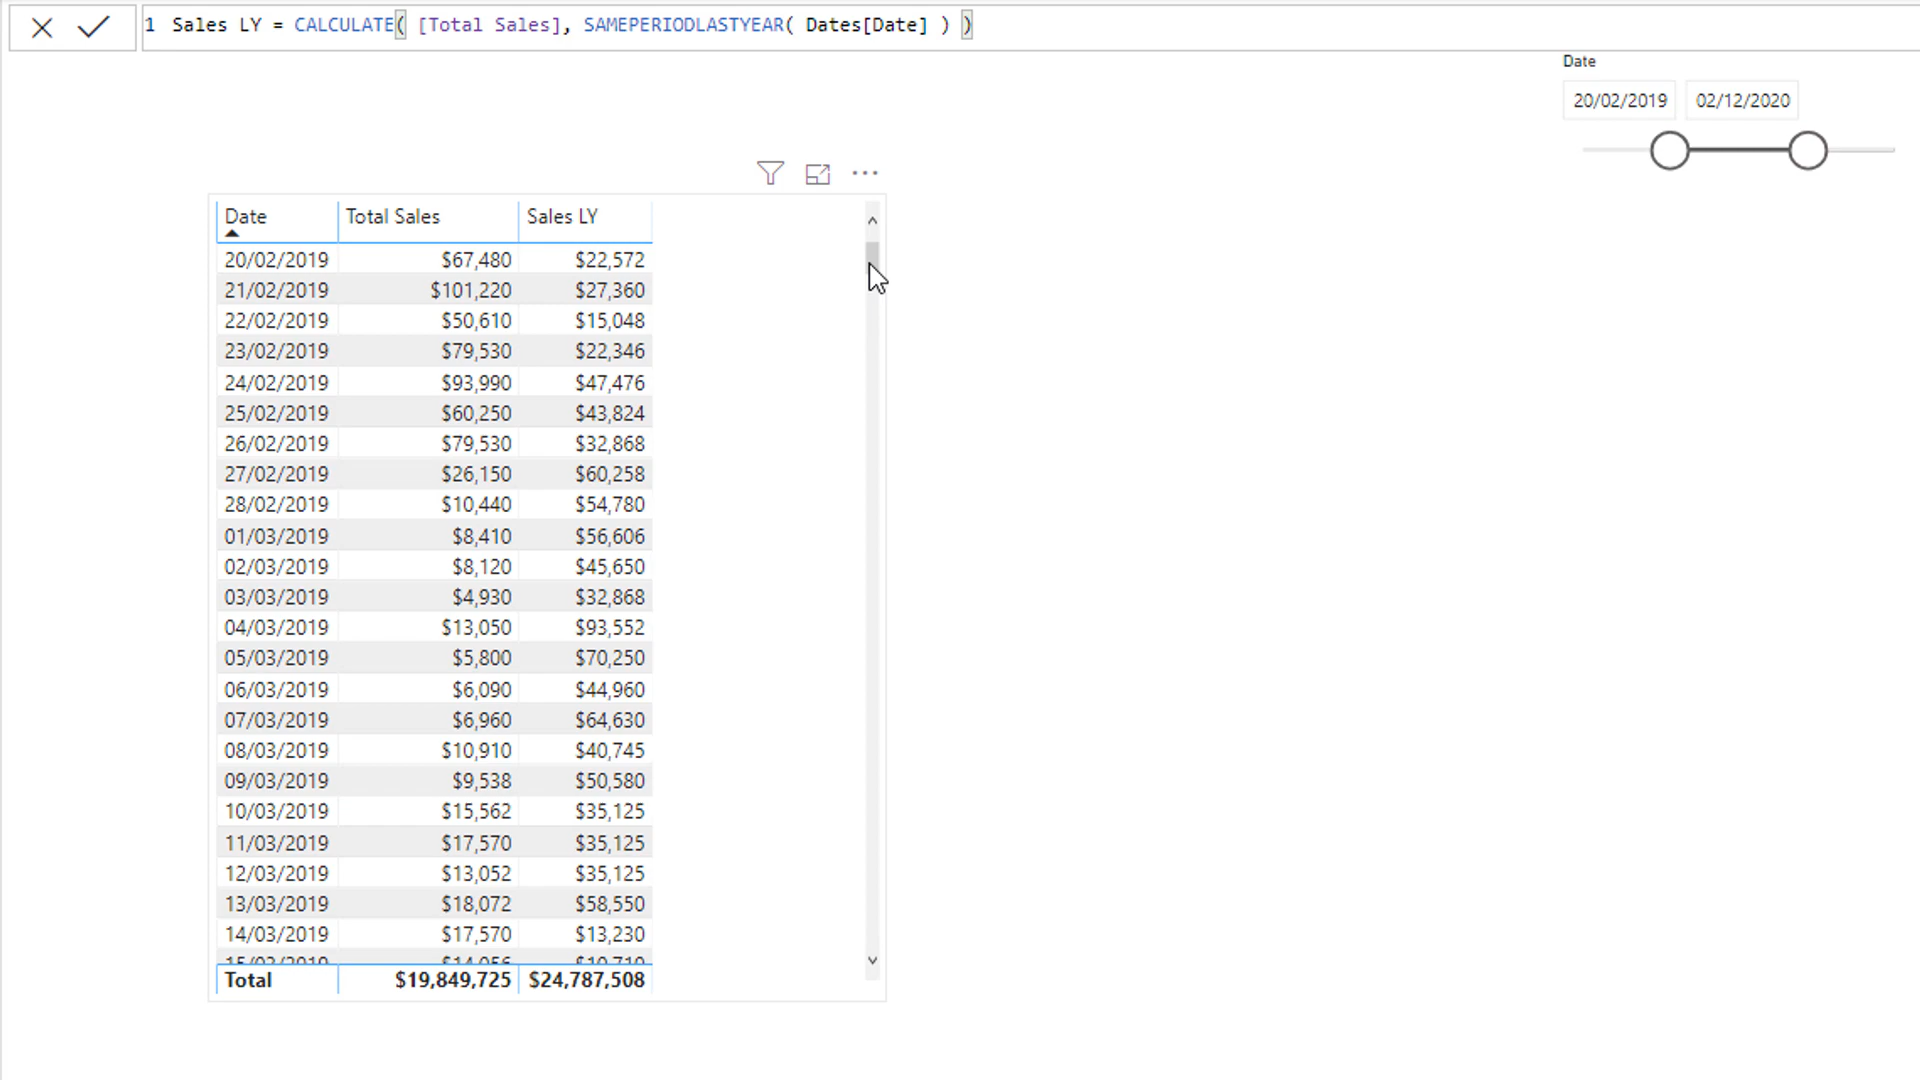 1 Sales LY = CALCULATE( [Total Sales], SAMEPERIODLASTYEAR( Dates[Date] ) )
Date
20/02/2019 02/12/2020
Date Total Sales Sales LY
20/02/2019 $67,480 $22,572
21/02/2019 $101,220 $27,360
22/02/2019 $50,610 $15,048
23/02/2019 $79,530 $22,346
24/02/2019 $93,990 $47,476
25/02/2019 $60,250 $43,824
26/02/2019 $79,530 $32,868
27/02/2019 $26,150 $60,258
28/02/2019 $10,440 $54,780
01/03/2019 $8,410 $56,606
02/03/2019 $8,120 $45,650
03/03/2019 $4,930 $32,868
04/03/2019 $13,050 $93,552
05/03/2019 $5,800 $70,250
06/03/2019 $6,090 $44,960
07/03/2019 $6,960 $64,630
08/03/2019 $10,910 $40,745
09/03/2019 $9,538 $50,580
10/03/2019 $15,562 $35,125
11/03/2019 $17,570 $35,125
12/03/2019 $13,052 $35,125
13/03/2019 $18,072 $58,550
14/03/2019 $17,570 $13,230
Total $19,849,725 $24,787,508